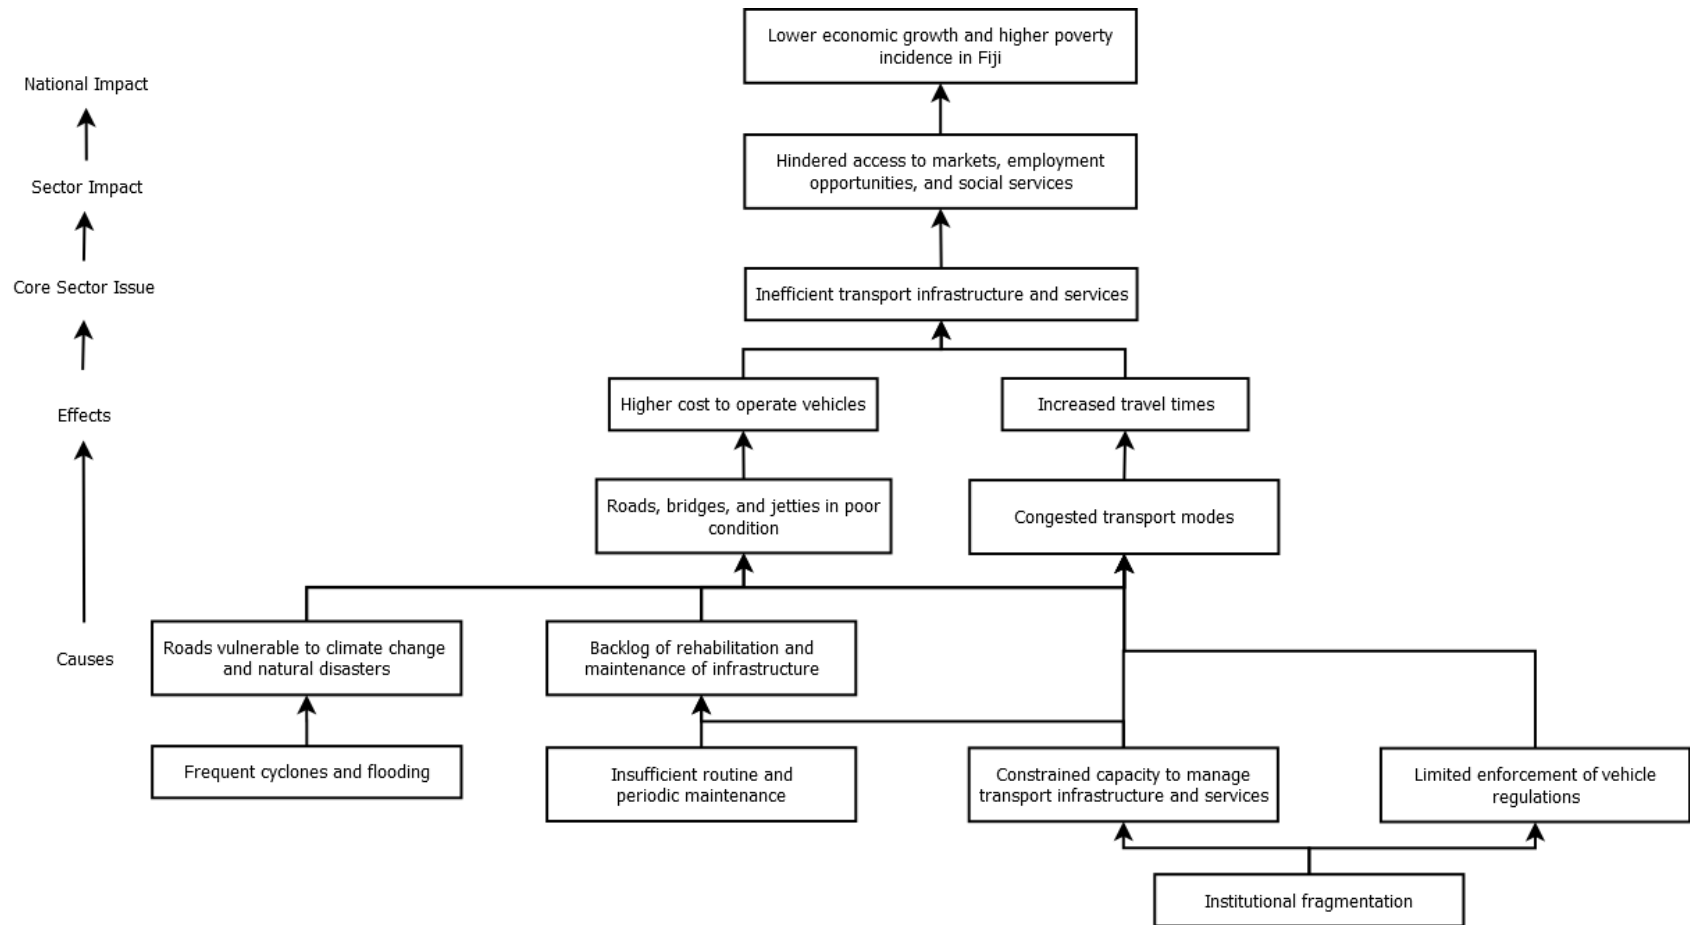 Lower economic growth and higher poverty
incidence in Fiji
National Impact
Hindered access to markets, employment
opportunities, and social services
Sector Impact
Core Sector Issue
Inefficient transport infrastructure and services
Effects
Higher cost to operate vehicles
Increased travel times
Roads, bridges, and jetties in poor
condition
Congested transport modes
Causes
Roads vulnerable to climate change
and natural disasters
Backlog of rehabilitation and
maintenance of infrastructure
Frequent cyclones and flooding
Insufficient routine and
periodic maintenance
Constrained capacity to manage
transport infrastructure and services
Limited enforcement of vehicle
regulations
Institutional fragmentation